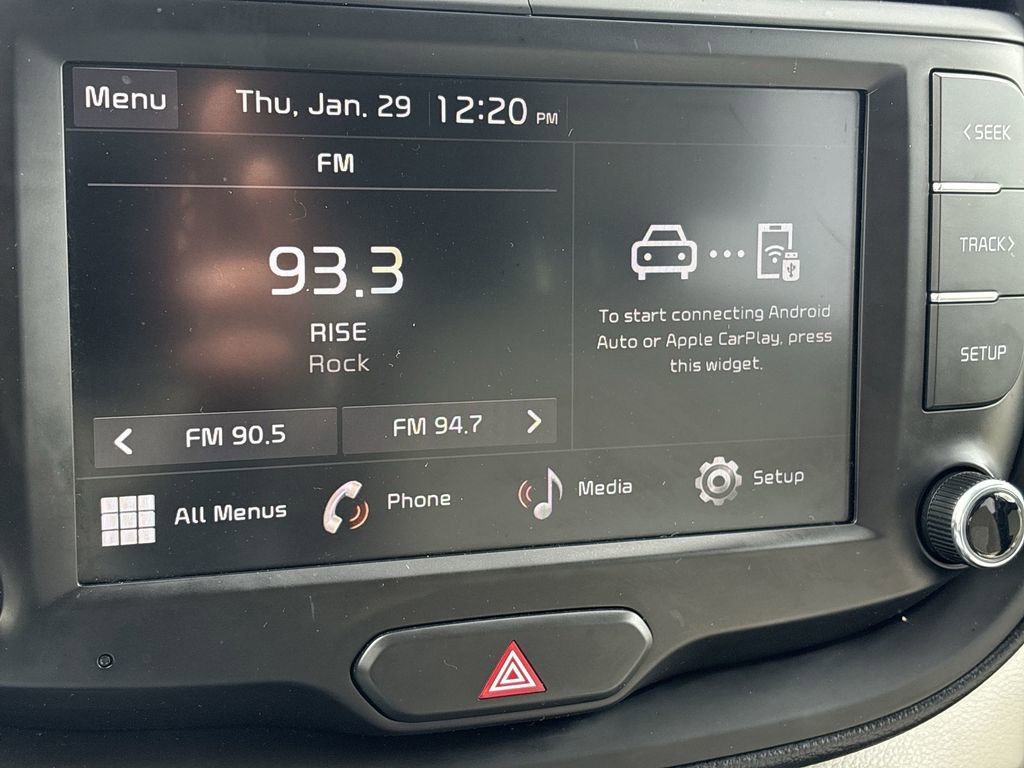 Menu
Thu, Jan. 29
12:20 PM
FM
93.3
RISE
Rock
FM 90.5
FM 94.7
To start connecting Android
Auto or Apple CarPlay, press
this widget.
All Menus
Phone
Media
Setup
< SEEK
TRACK >
SETUP